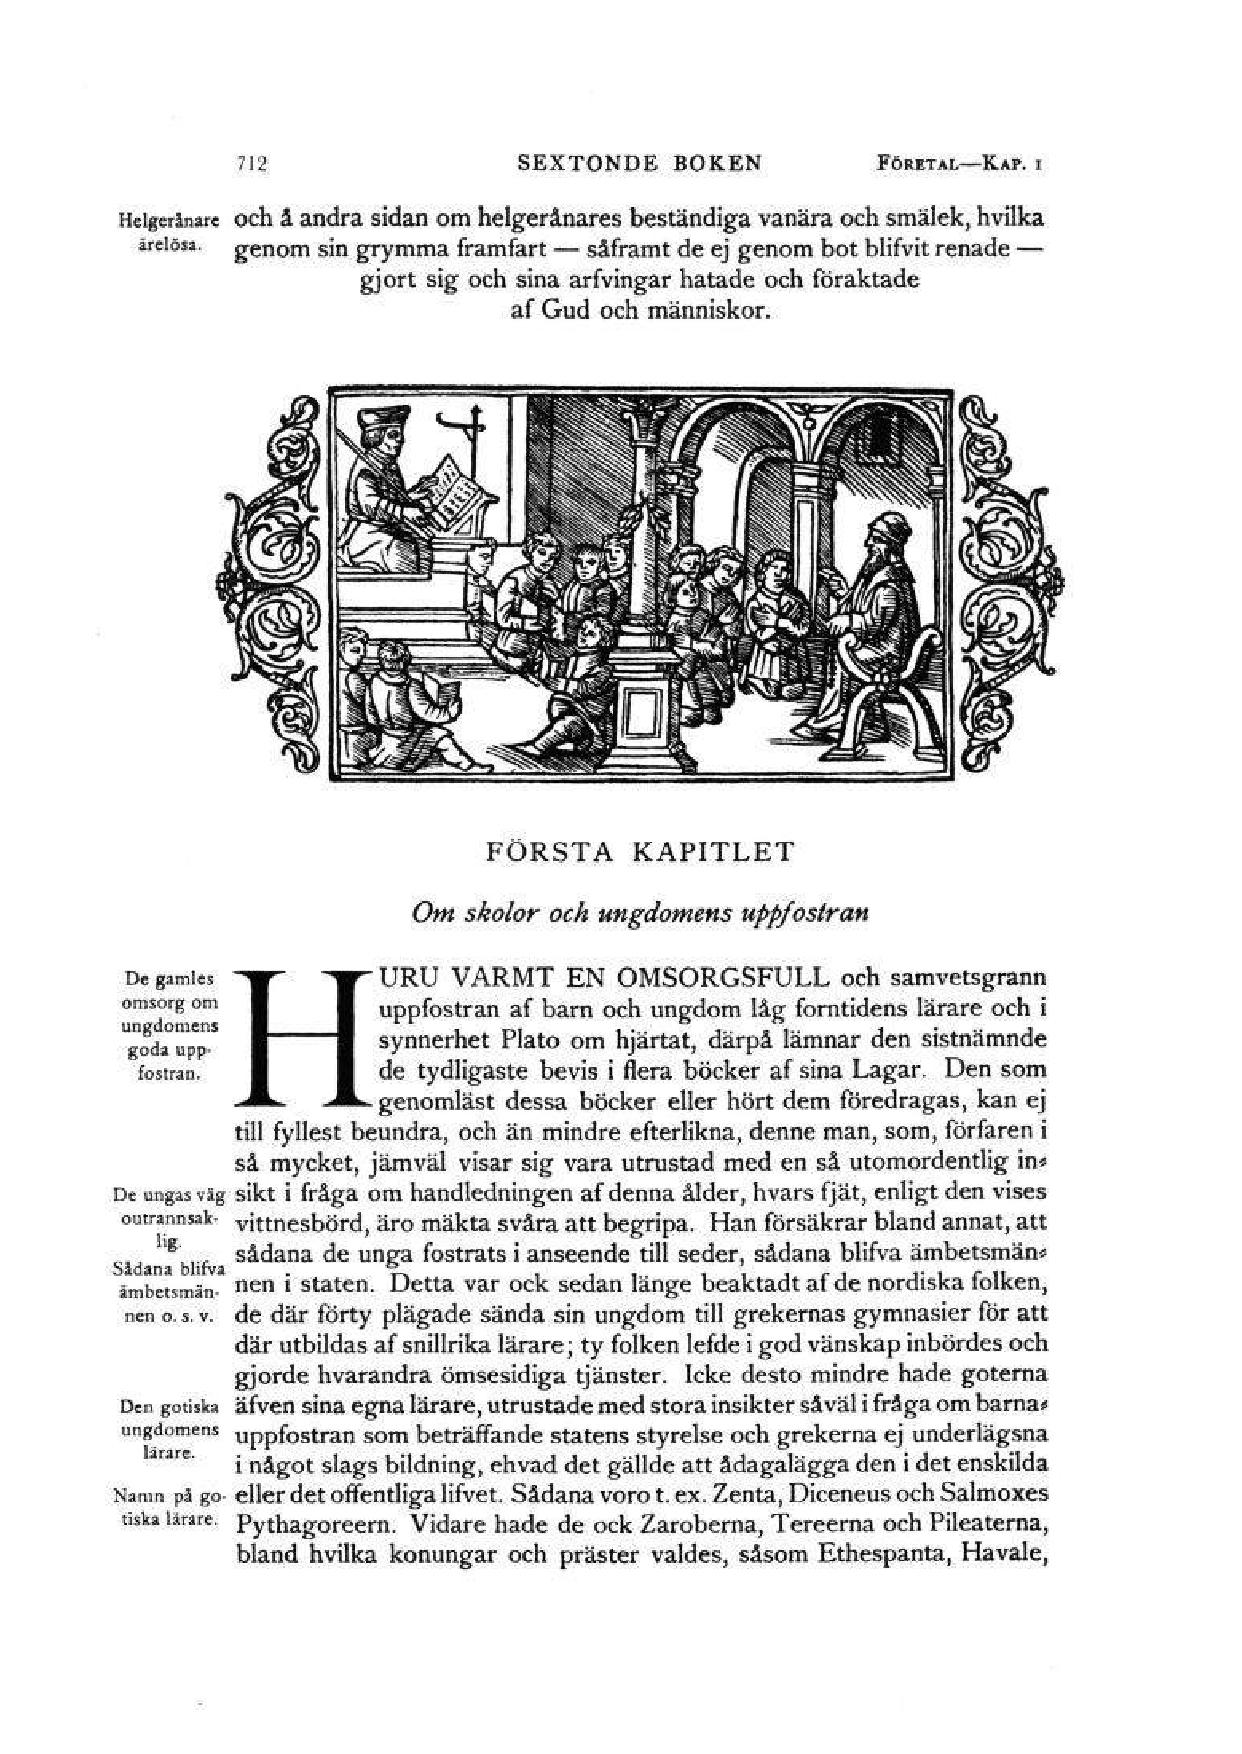 712 SEXTONDE BOKEN FÖRETAL—KAP. I
Helgerånare
ärelösa.
och å andra sidan om helgerånares beständiga vanära och smälek, hvilka
genom sin grymma framfart — såframt de ej genom bot blifvit renade —
gjort sig och sina arfvingar hatade och föraktade
af Gud och människor.
FÖRSTA KAPITLET
Om skolor och ungdomens uppfostran
De gamles
omsorg om
ungdomens
goda upp-
fostran.
HURU VARMT EN OMSORGSFULL och samvetsgrann
uppfostran af barn och ungdom låg forntidens lärare och i
synnerhet Plato om hjärtat, därpå lämnar den sistnämnde
de tydligaste bevis i flera böcker af sina Lagar. Den som
genomläst dessa böcker eller hört dem föredragas, kan ej
till fyllest beundra, och än mindre efterlikna, denne man, som, förfaren i
så mycket, jämväl visar sig vara utrustad med en så utomordentlig in-
De ungas väg
outrannsak-
lig.
Sådana blifva
ämbetsmän-
nen o. s. v.
sikt i fråga om handledningen af denna ålder, hvars fjät, enligt den vises
vittnesbörd, äro mäkta svåra att begripa. Han försäkrar bland annat, att
sådana de unga fostrats i anseende till seder, sådana blifva ämbetsmän-
nen i staten. Detta var ock sedan länge beaktadt af de nordiska folken,
de där förty plägade sända sin ungdom till grekernas gymnasier för att
där utbildas af snillrika lärare; ty folken lefde i god vänskap inbördes och
gjorde hvarandra ömsesidiga tjänster. Icke desto mindre hade goterna
Den gotiska
ungdomens
lärare.
äfven sina egna lärare, utrustade med stora insikter såväl i fråga om barna-
uppfostran som beträffande statens styrelse och grekerna ej underlägsna
i något slags bildning, ehvad det gällde att ådagalägga den i det enskilda
Namn på go-
tiska lärare.
eller det offentliga lifvet. Sådana voro t. ex. Zenta, Diceneus och Salmoxes
Pythagoreern. Vidare hade de ock Zaroberna, Tereerna och Pileaterna,
bland hvilka konungar och präster valdes, såsom Ethespanta, Havale,